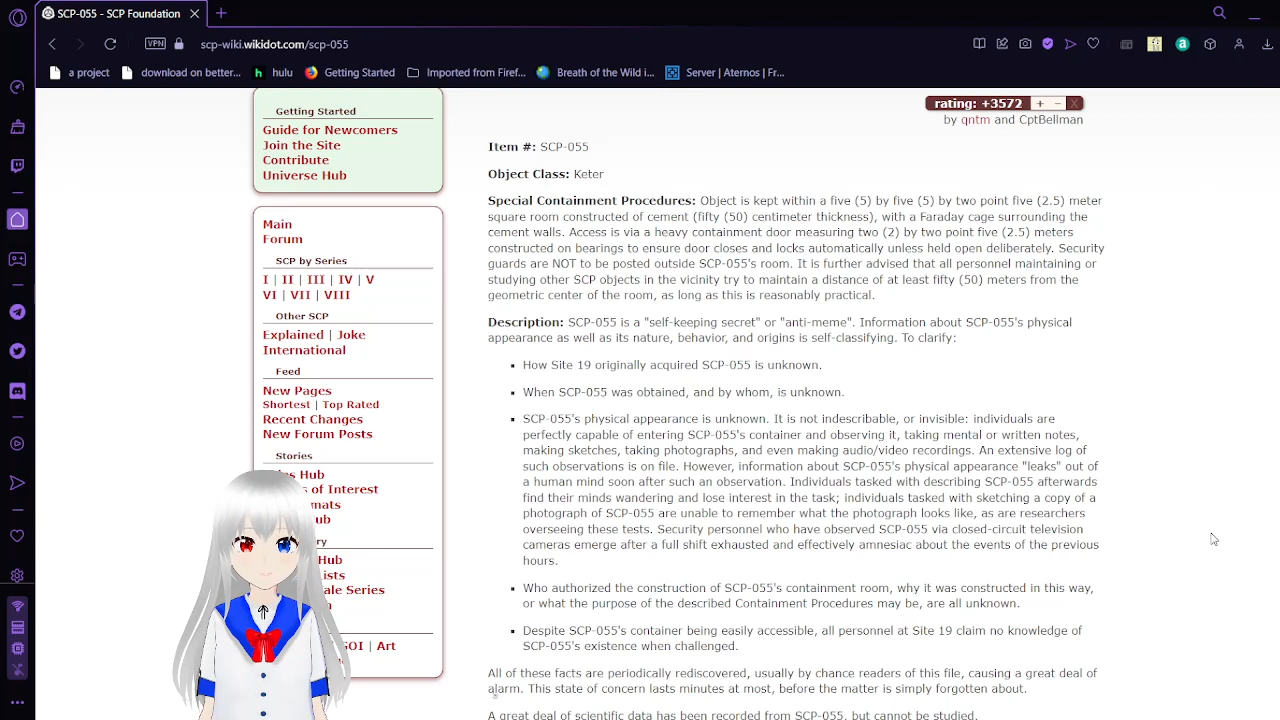 SCP-055 - SCP Foundation
VPN
scp-wiki.wikidot.com/scp-055
a project
download on better...
hulu
Getting Started
Imported from Firef...
Breath of the Wild i...
Server | Aternos | Fr...
Getting Started
Guide for Newcomers
Join the Site
Contribute
Universe Hub
Main
Forum
SCP by Series
I | II | III | IV | V
VI | VII | VIII
Other SCP
Explained | Joke
International
Feed
New Pages
Shortest | Top Rated
Recent Changes
New Forum Posts
Stories
Hub
of Interest
Hub
GOI | Art
rating: +3572 + − X
by qntm and CptBellman
Item #: SCP-055
Object Class: Keter
Special Containment Procedures: Object is kept within a five (5) by five (5) by two point five (2.5) meter
square room constructed of cement (fifty (50) centimeter thickness), with a Faraday cage surrounding the
cement walls. Access is via a heavy containment door measuring two (2) by two point five (2.5) meters
constructed on bearings to ensure door closes and locks automatically unless held open deliberately. Security
guards are NOT to be posted outside SCP-055's room. It is further advised that all personnel maintaining or
studying other SCP objects in the vicinity try to maintain a distance of at least fifty (50) meters from the
geometric center of the room, as long as this is reasonably practical.
Description: SCP-055 is a "self-keeping secret" or "anti-meme". Information about SCP-055's physical
appearance as well as its nature, behavior, and origins is self-classifying. To clarify:
How Site 19 originally acquired SCP-055 is unknown.
When SCP-055 was obtained, and by whom, is unknown.
SCP-055's physical appearance is unknown. It is not indescribable, or invisible: individuals are
perfectly capable of entering SCP-055's container and observing it, taking mental or written notes,
making sketches, taking photographs, and even making audio/video recordings. An extensive log of
such observations is on file. However, information about SCP-055's physical appearance "leaks" out of
a human mind soon after such an observation. Individuals tasked with describing SCP-055 afterwards
find their minds wandering and lose interest in the task; individuals tasked with sketching a copy of a
photograph of SCP-055 are unable to remember what the photograph looks like, as are researchers
overseeing these tests. Security personnel who have observed SCP-055 via closed-circuit television
cameras emerge after a full shift exhausted and effectively amnesiac about the events of the previous
hours.
Who authorized the construction of SCP-055's containment room, why it was constructed in this way,
or what the purpose of the described Containment Procedures may be, are all unknown.
Despite SCP-055's container being easily accessible, all personnel at Site 19 claim no knowledge of
SCP-055's existence when challenged.
All of these facts are periodically rediscovered, usually by chance readers of this file, causing a great deal of
alarm. This state of concern lasts minutes at most, before the matter is simply forgotten about.
A great deal of scientific data has been recorded from SCP-055, but cannot be studied.